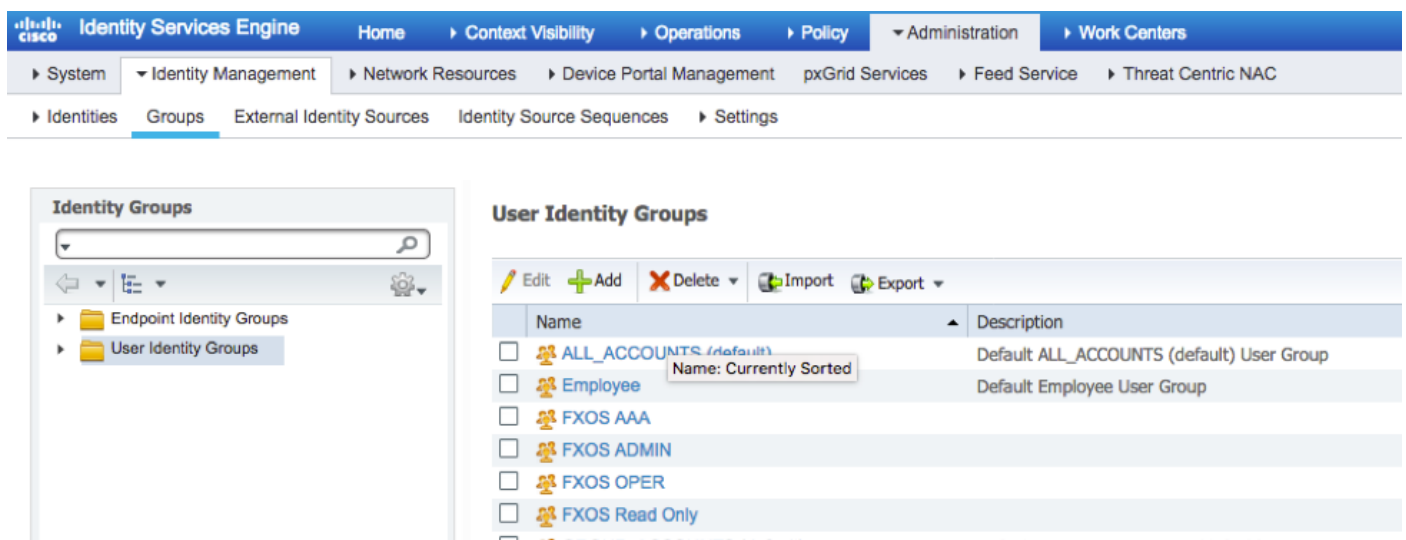 cisco Identity Services Engine Home Context Visibility Operations Policy Administration Work Centers
System Identity Management Network Resources Device Portal Management pxGrid Services Feed Service Threat Centric NAC
Identities Groups External Identity Sources Identity Source Sequences Settings
Identity Groups
Endpoint Identity Groups
User Identity Groups
User Identity Groups
Edit Add Delete Import Export
Name Description
ALL_ACCOUNTS (default) Default ALL_ACCOUNTS (default) User Group
Name: Currently Sorted
Employee Default Employee User Group
FXOS AAA
FXOS ADMIN
FXOS OPER
FXOS Read Only